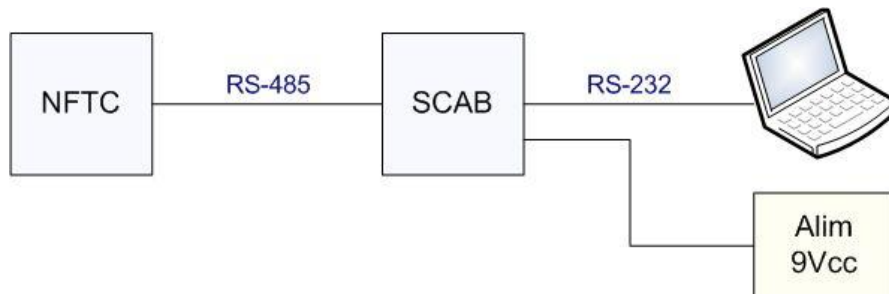 NFTC
RS-485
SCAB
RS-232
Alim
9Vcc